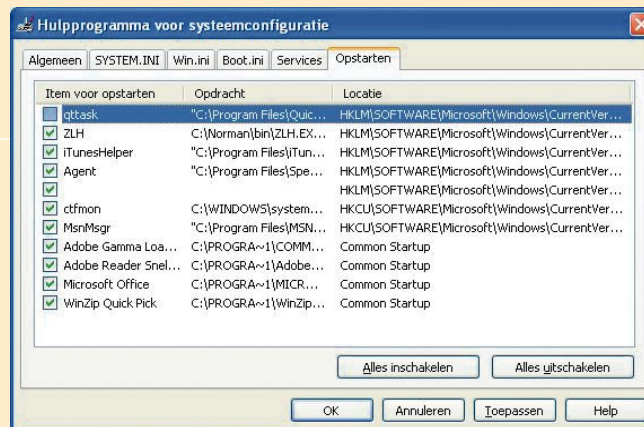 Hulpprogramma voor systeemconfiguratie
Algemeen SYSTEM.INI Win.ini Boot.ini Services Opstarten
Item voor opstarten Opdracht Locatie
qttask "C:\Program Files\Quic... HKLM\SOFTWARE\Microsoft\Windows\CurrentVer...
ZLH C:\Norman\bin\ZLH.EX... HKLM\SOFTWARE\Microsoft\Windows\CurrentVer...
iTunesHelper "C:\Program Files\iTun... HKLM\SOFTWARE\Microsoft\Windows\CurrentVer...
Agent "C:\Program Files\Spe... HKLM\SOFTWARE\Microsoft\Windows\CurrentVer...
HKLM\SOFTWARE\Microsoft\Windows\CurrentVer...
ctfmon C:\WINDOWS\system... HKCU\SOFTWARE\Microsoft\Windows\CurrentVer...
MsnMsgr "C:\Program Files\MSN... HKCU\SOFTWARE\Microsoft\Windows\CurrentVer...
Adobe Gamma Loa... C:\PROGRA~1\COMM... Common Startup
Adobe Reader Snel... C:\PROGRA~1\Adobe... Common Startup
Microsoft Office C:\PROGRA~1\MICR... Common Startup
WinZip Quick Pick C:\PROGRA~1\WinZip... Common Startup
Alles inschakelen Alles uitschakelen
OK Annuleren Toepassen Help